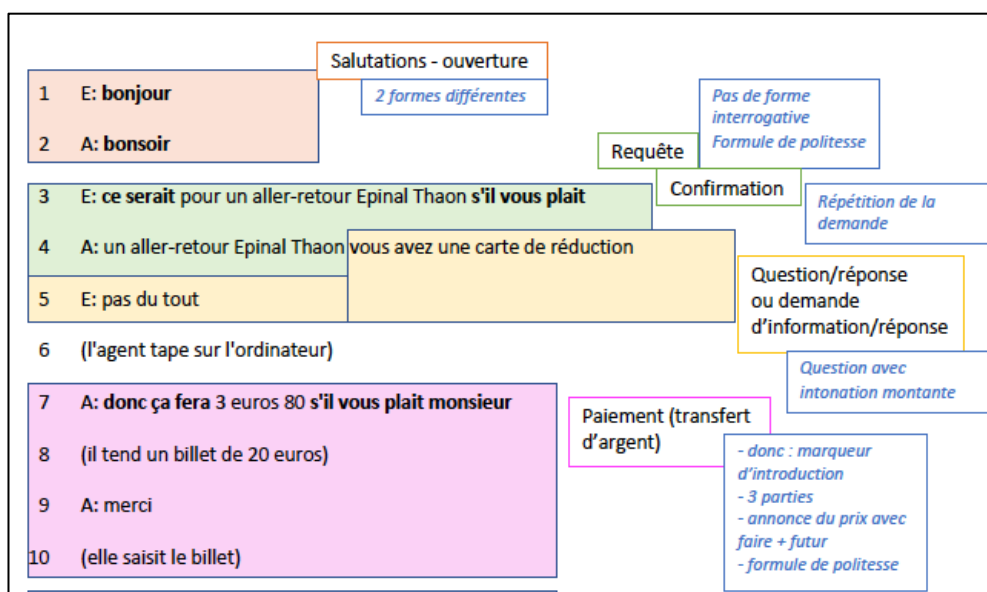 Salutations - ouverture
1 E: bonjour
2 formes différentes
2 A: bonsoir
Pas de forme
interrogative
Formule de politesse
Requête
3 E: ce serait pour un aller-retour Epinal Thaon s'il vous plait
Confirmation
Répétition de la
demande
4 A: un aller-retour Epinal Thaon vous avez une carte de réduction
5 E: pas du tout
Question/réponse
ou demande
d'information/réponse
6 (l'agent tape sur l'ordinateur)
Question avec
intonation montante
7 A: donc ça fera 3 euros 80 s'il vous plait monsieur
8 (il tend un billet de 20 euros)
9 A: merci
10 (elle saisit le billet)
Paiement (transfert
d'argent)
- donc : marqueur
d'introduction
- 3 parties
- annonce du prix avec
faire + futur
- formule de politesse